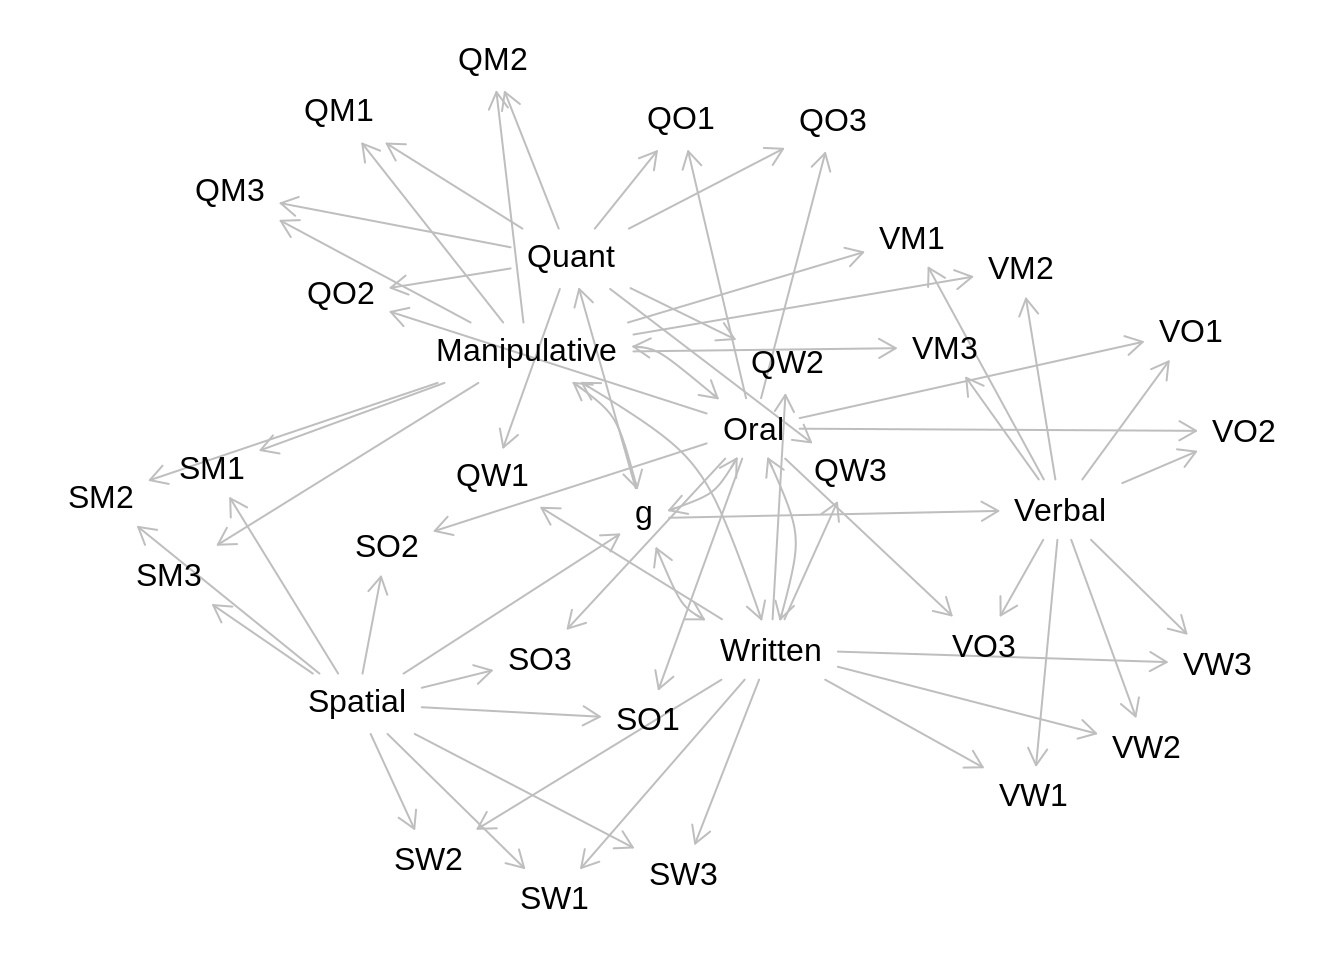 QM2
QM1
QO1
QO3
QM3
VM1
Quant
VM2
QO2
VO1
Manipulative
VM3
QW2
Oral
VO2
SM1
QW3
QW1
SM2
g
Verbal
SO2
SM3
Written
VO3
SO3
VW3
Spatial
SO1
VW2
VW1
SW2
SW3
SW1